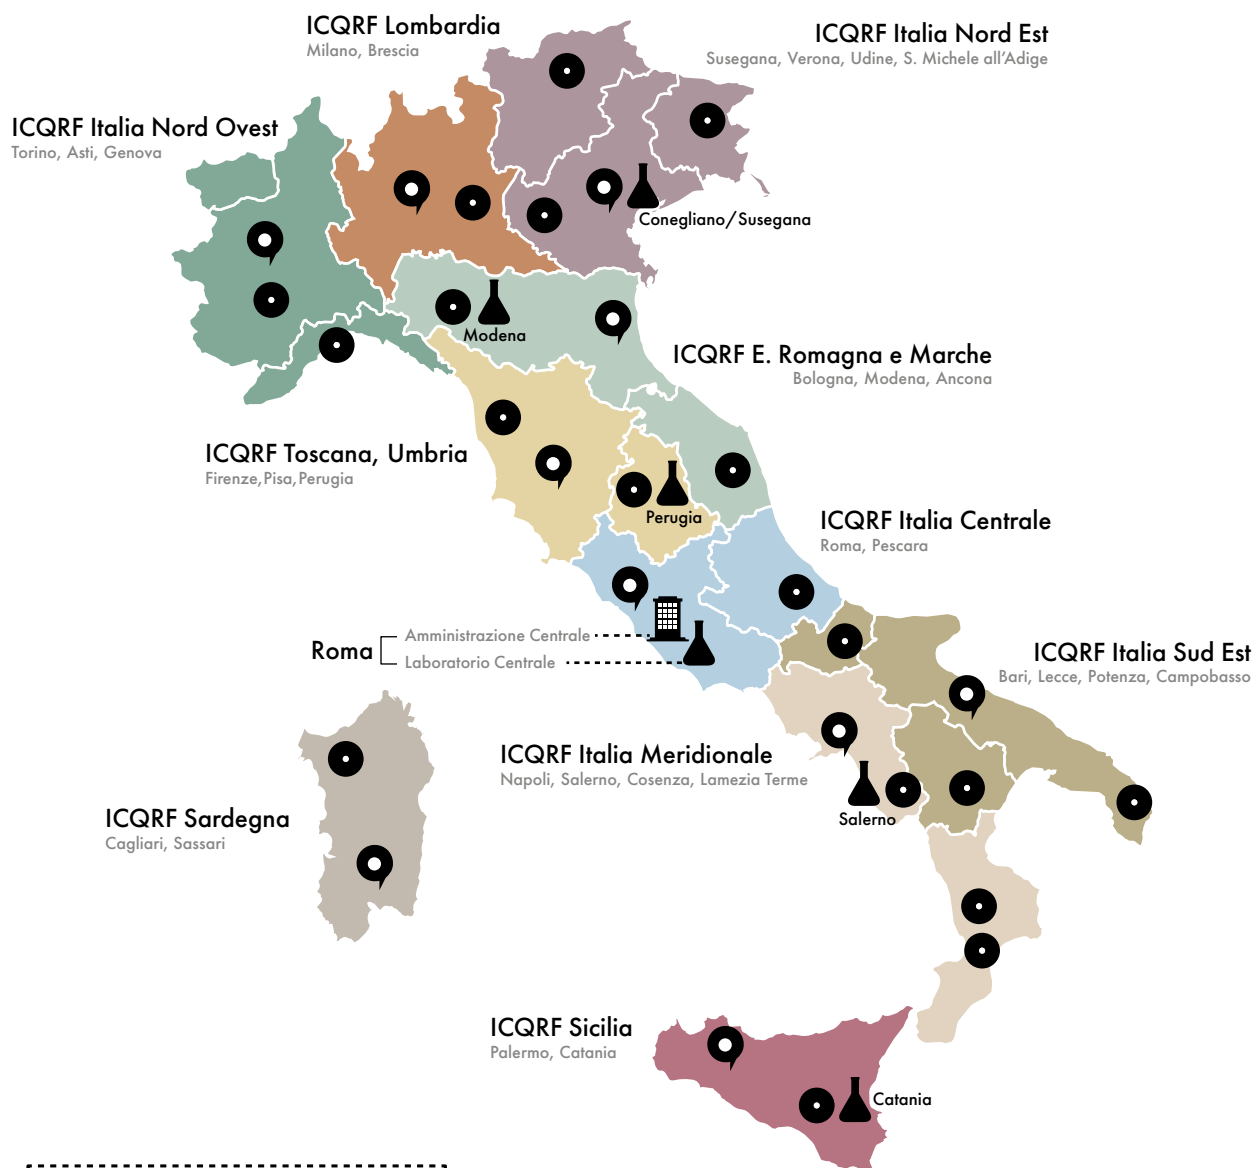 ICQRF Lombardia
Milano, Brescia
ICQRF Italia Nord Est
Susegana, Verona, Udine, S. Michele all'Adige
ICQRF Italia Nord Ovest
Torino, Asti, Genova
Conegliano/Susegana
Modena
ICQRF E. Romagna e Marche
Bologna, Modena, Ancona
ICQRF Toscana, Umbria
Firenze, Pisa, Perugia
Perugia
ICQRF Italia Centrale
Roma, Pescara
Roma
Amministrazione Centrale
Laboratorio Centrale
ICQRF Italia Sud Est
Bari, Lecce, Potenza, Campobasso
ICQRF Italia Meridionale
Napoli, Salerno, Cosenza, Lamezia Terme
Salerno
ICQRF Sardegna
Cagliari, Sassari
ICQRF Sicilia
Palermo, Catania
Catania